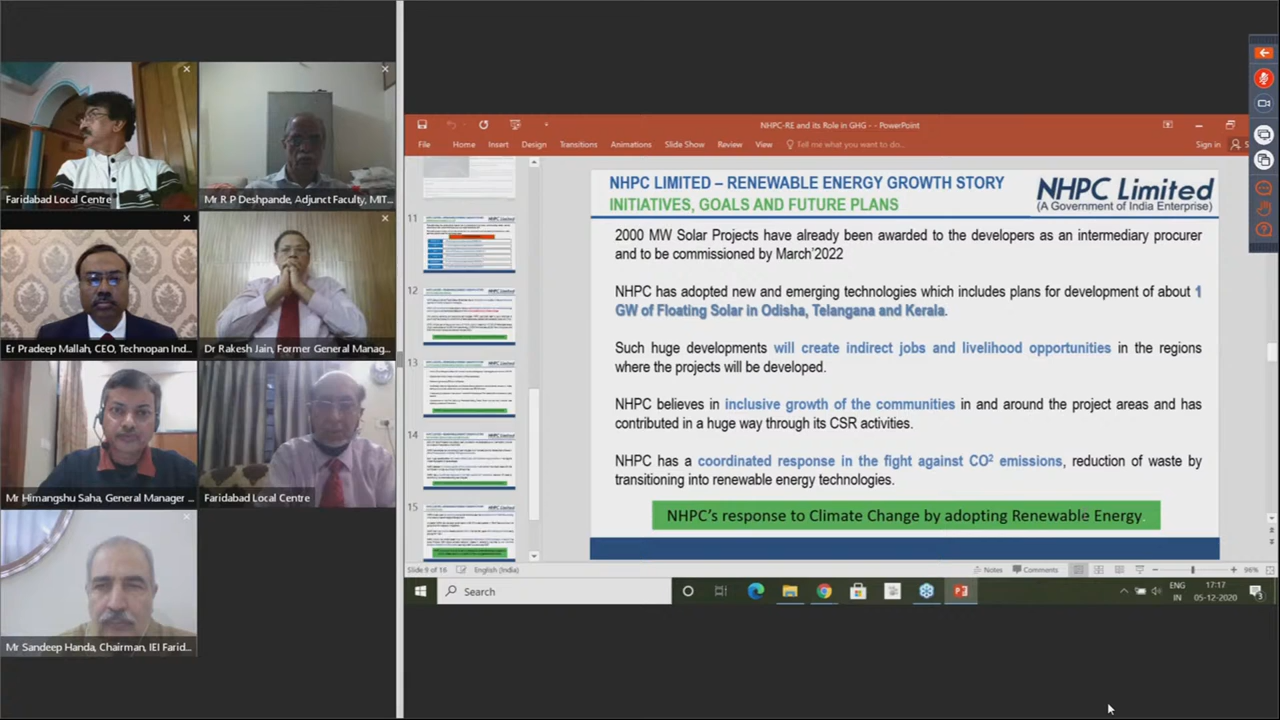 Faridabad Local Centre
Mr R P Deshpande, Adjunct Faculty, MIT...
Er Pradeep Mallah, CEO, Technopan Ind...
Dr Rakesh Jain, Former General Manag...
Mr Himangshu Saha, General Manager ...
Faridabad Local Centre
Mr Sandeep Handa, Chairman, IEI Farid...
NHPC-RE and its Role in GHG - - PowerPoint
File Home Insert Design Transitions Animations Slide Show Review View Tell me what you want to do... Sign in
11
12
13
14
15
NHPC LIMITED – RENEWABLE ENERGY GROWTH STORY
INITIATIVES, GOALS AND FUTURE PLANS
NHPC Limited
(A Government of India Enterprise)
2000 MW Solar Projects have already been awarded to the developers as an intermediary procurer
and to be commissioned by March'2022
NHPC has adopted new and emerging technologies which includes plans for development of about 1
GW of Floating Solar in Odisha, Telangana and Kerala.
Such huge developments will create indirect jobs and livelihood opportunities in the regions
where the projects will be developed.
NHPC believes in inclusive growth of the communities in and around the project areas and has
contributed in a huge way through its CSR activities.
NHPC has a coordinated response in the fight against CO² emissions, reduction of waste by
transitioning into renewable energy technologies.
NHPC's response to Climate Change by adopting Renewable Energy
Slide 9 of 16 English (India) Notes Comments 96%
Search
ENG
IN
17:17
05-12-2020
3